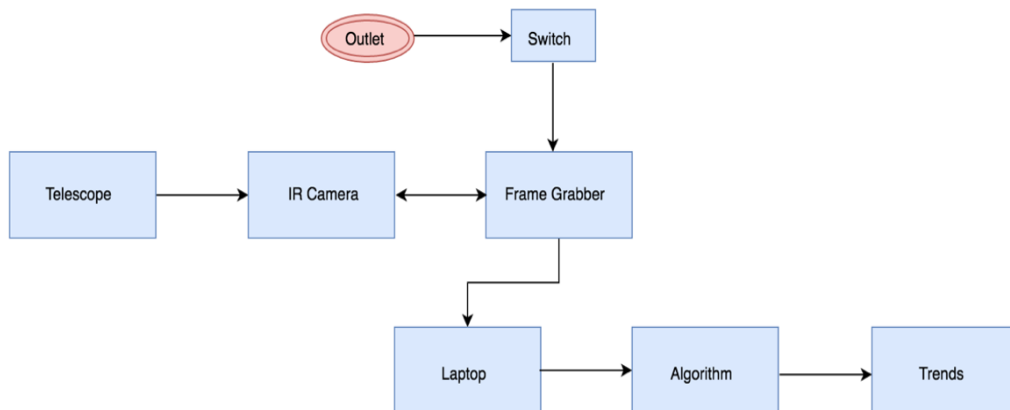 Outlet
Switch
Telescope
IR Camera
Frame Grabber
Laptop
Algorithm
Trends